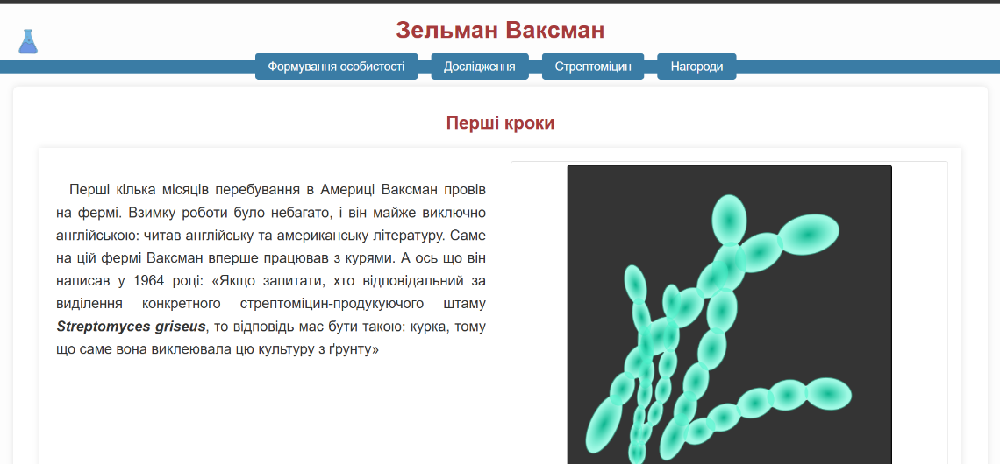 Зельман Ваксман
Формування особистості
Дослідження
Стрептоміцин
Нагороди
Перші кроки
Перші кілька місяців перебування в Америці Ваксман провів
на фермі. Взимку роботи було небагато, і він майже виключно
англійською: читав англійську та американську літературу. Саме
на цій фермі Ваксман вперше працював з курями. А ось що він
написав у 1964 році: «Якщо запитати, хто відповідальний за
виділення конкретного стрептоміцин-продукуючого штаму
Streptomyces griseus, то відповідь має бути такою: курка, тому
що саме вона виклеювала цю культуру з ґрунту»